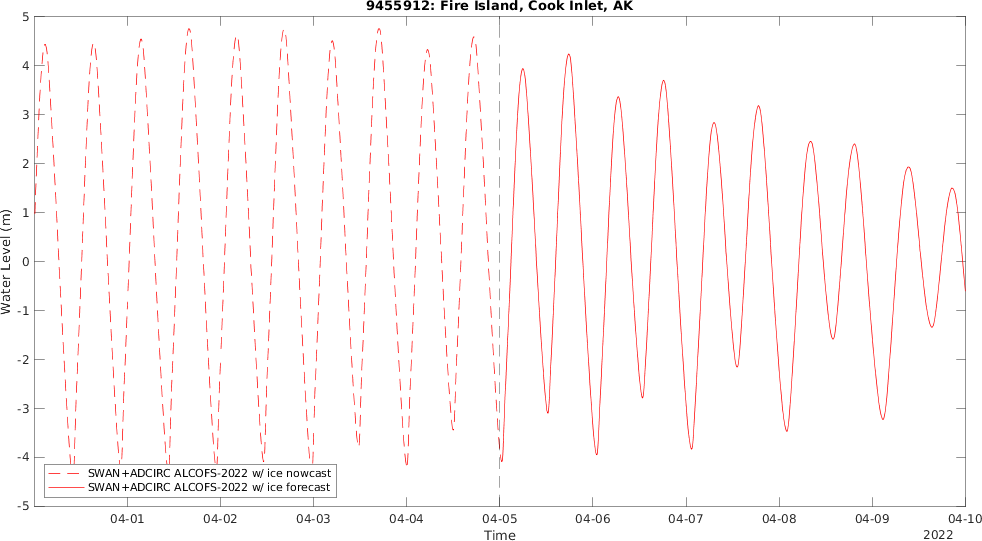 9455912: Fire Island, Cook Inlet, AK
Water Level (m)
5
4
3
2
1
0
-1
-2
-3
-4
-5
SWAN+ADCIRC ALCOFS-2022 w/ ice nowcast
SWAN+ADCIRC ALCOFS-2022 w/ ice forecast
04-01 04-02 04-03 04-04 04-05 04-06 04-07 04-08 04-09 04-10
Time
2022